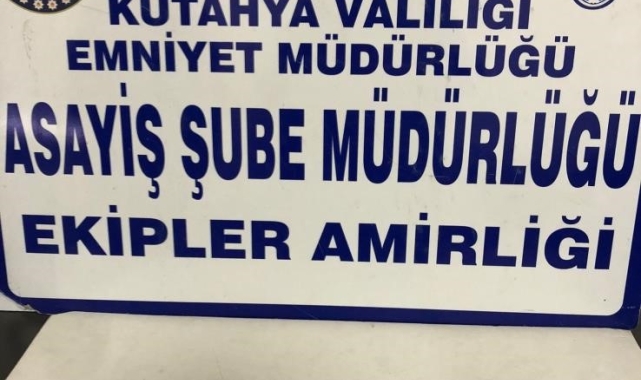 KÜTAHYA VALİLİĞİ
EMNİYET MÜDÜRLÜĞÜ
ASAYİŞ ŞUBE MÜDÜRLÜĞÜ
EKİPLER AMİRLİĞİ